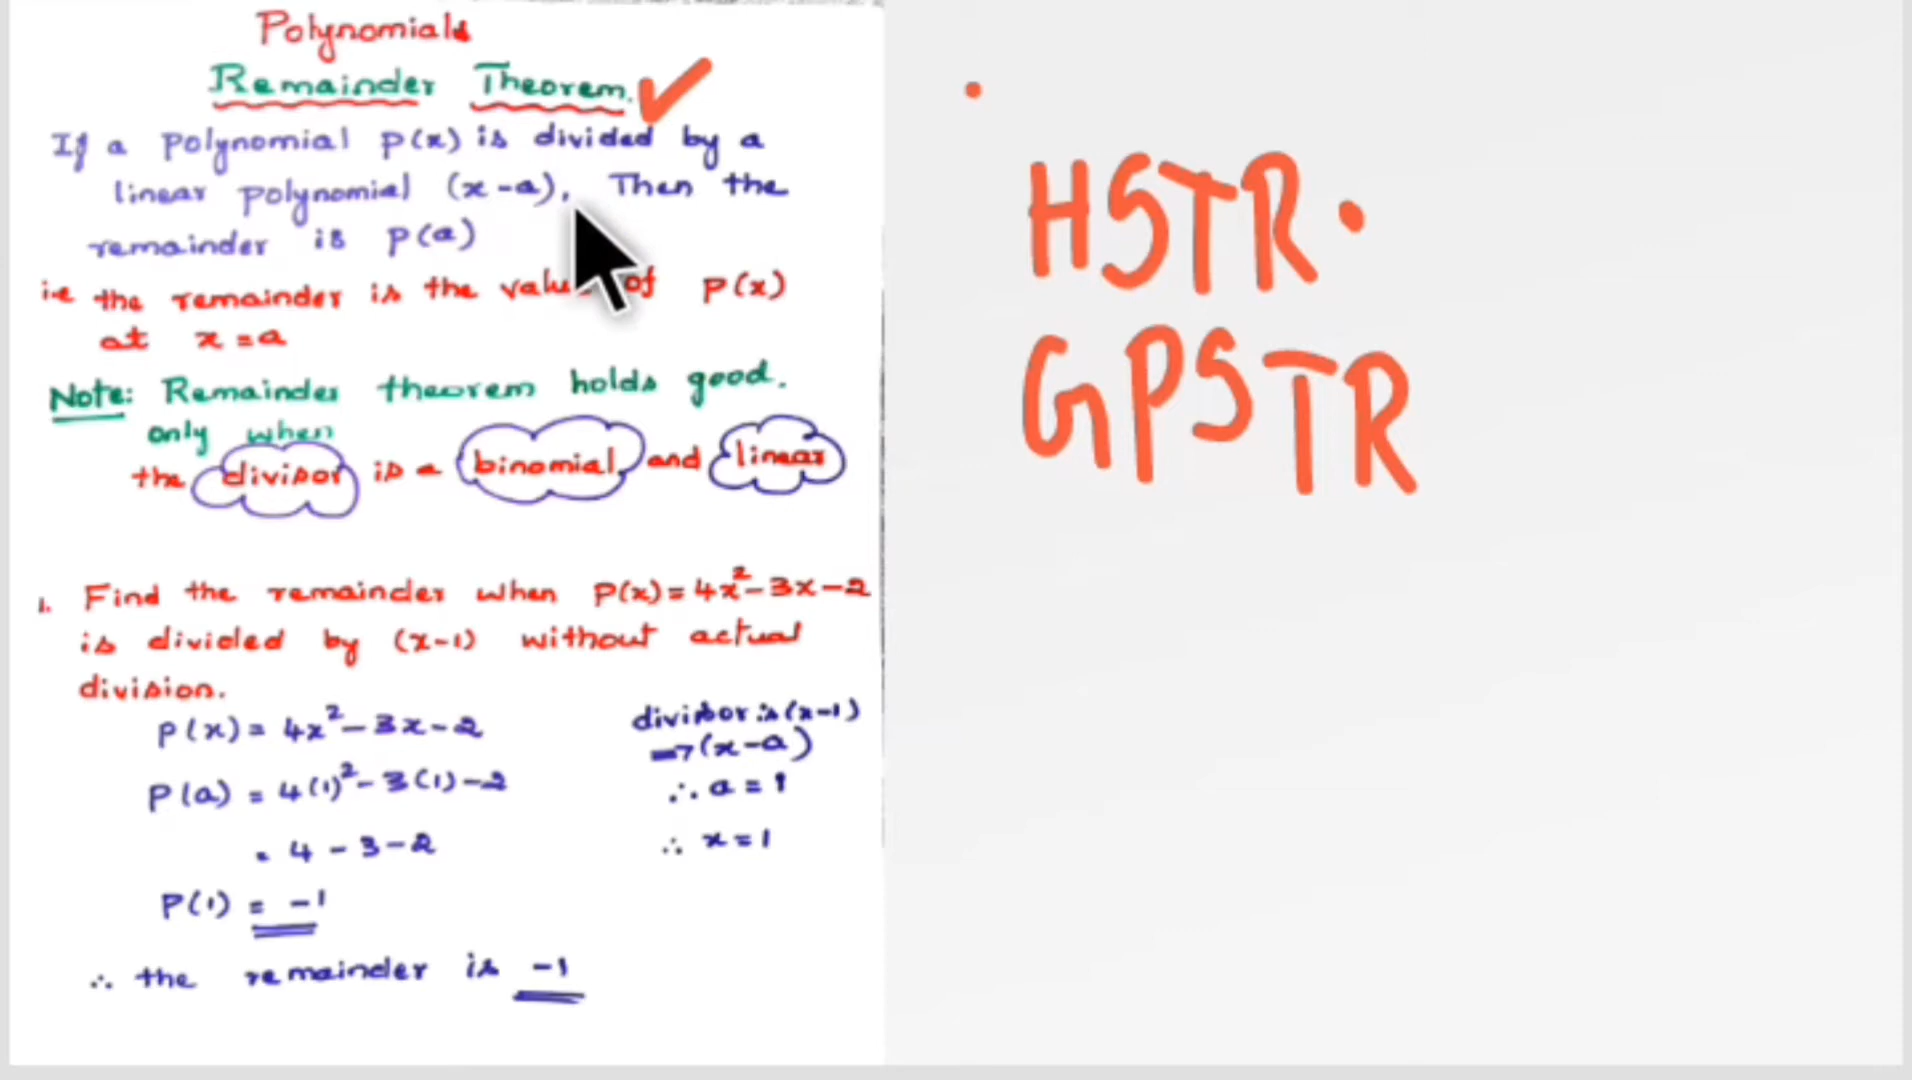 Polynomials
Remainder Theorem.
If a polynomial P(x) is divided by a
linear polynomial (x-a), Then the
remainder is p(a)
i.e the remainder is the value of P(x)
at x = a
Note: Remainder theorem holds good.
only when
the divisor is a binomial and linear
1. Find the remainder when P(x) = 4x²-3x-2
is divided by (x-1) without actual
division.
P(x) = 4x²-3x-2
divisor is (x-1)
→(x-a)
P(a) = 4(1)²-3(1)-2
∴ a = 1
= 4-3-2
∴ x = 1
P(1) = -1
∴ the remainder is -1
HSTR.
GPSTR